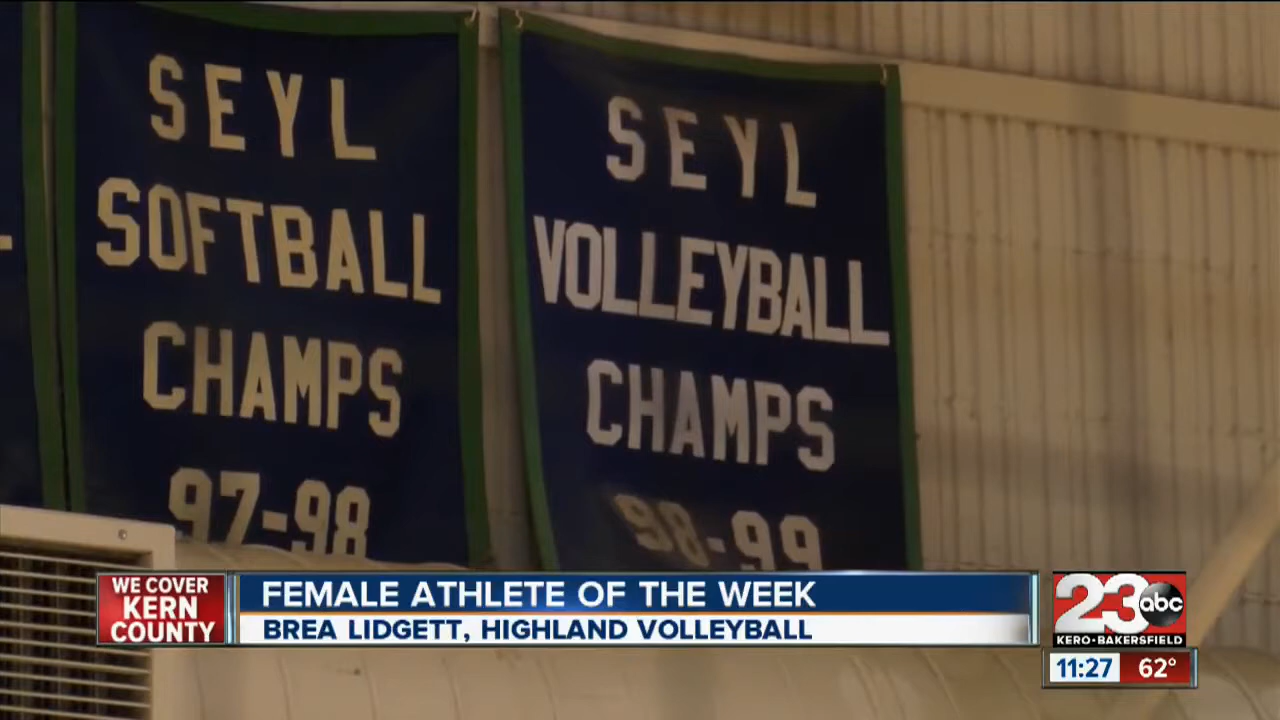 SEYL
SOFTBALL
CHAMPS
97-98
SEYL
VOLLEYBALL
CHAMPS
98-99
WE COVER
KERN
COUNTY
FEMALE ATHLETE OF THE WEEK
BREA LIDGETT, HIGHLAND VOLLEYBALL
23 abc
KERO-BAKERSFIELD
11:27 62°